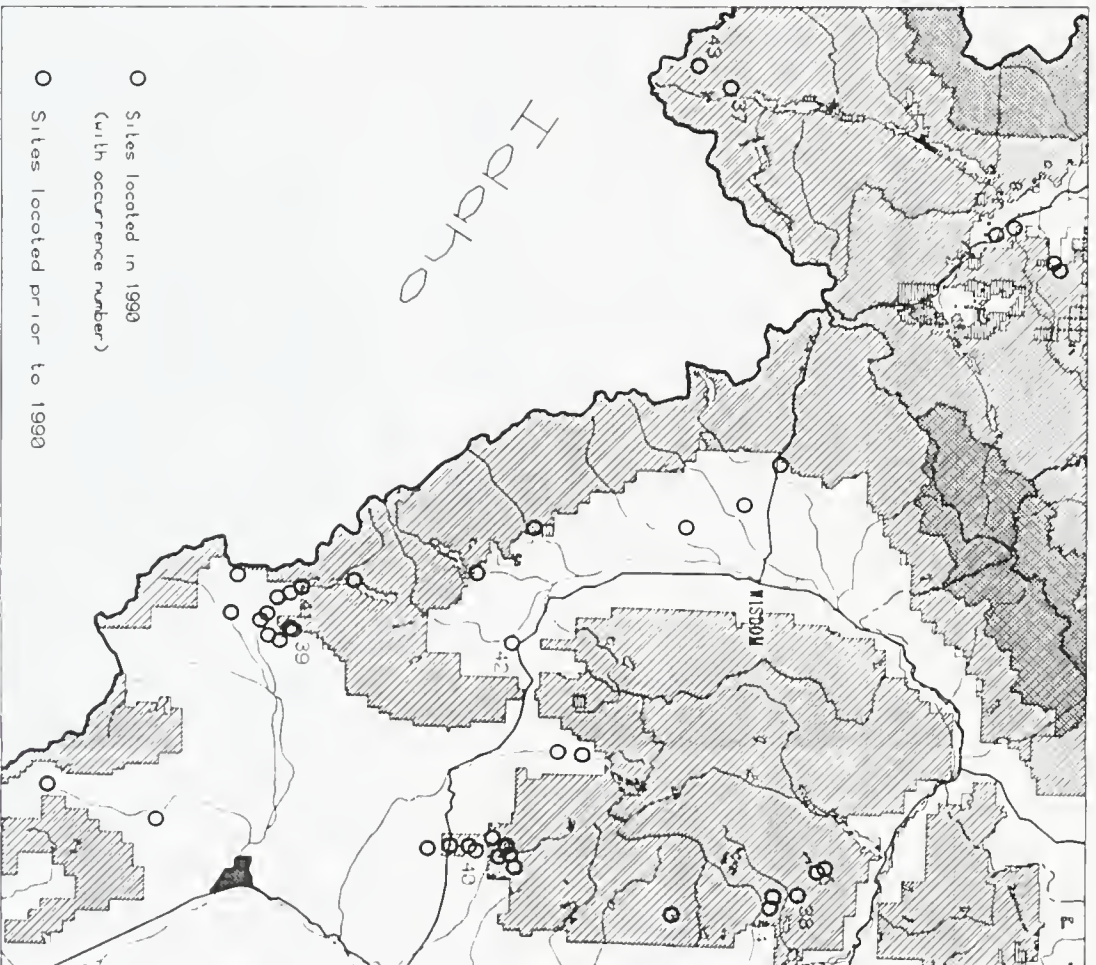 43
37
Idaho
WISDOM
41
39
42
40
38
O Sites located in 1990
(with occurrence number)
O Sites located prior to 1990